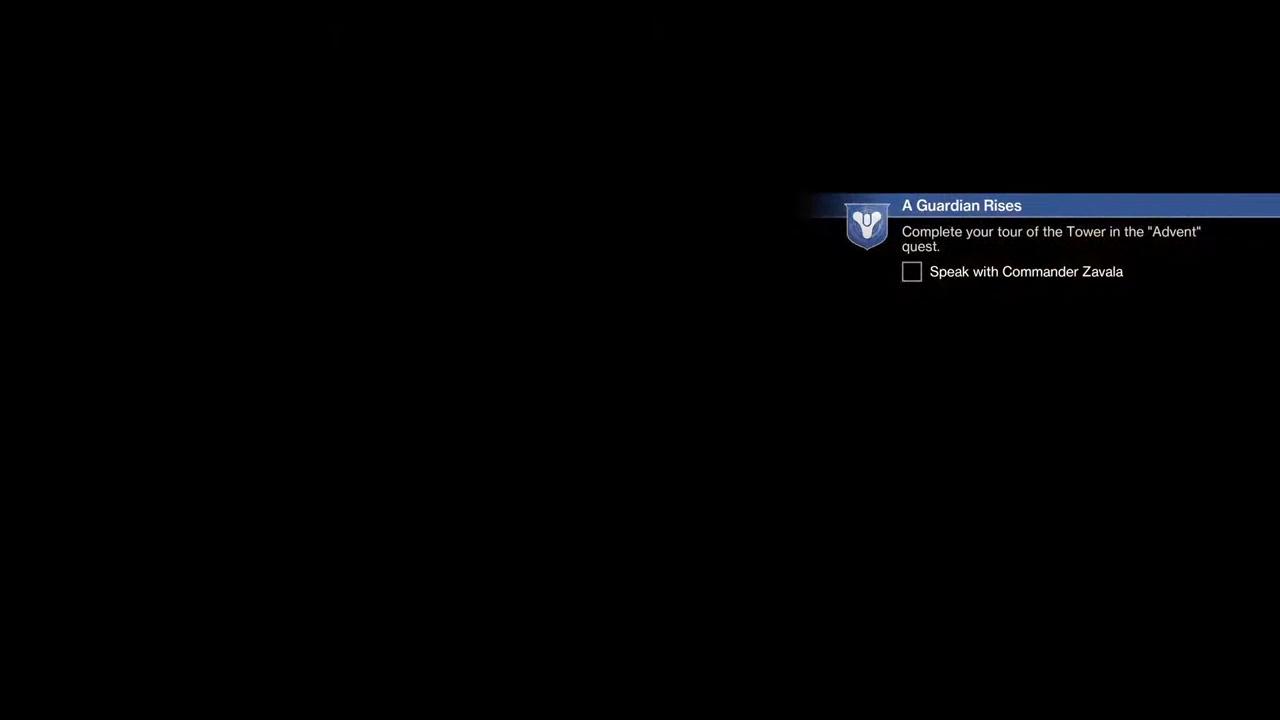 A Guardian Rises
Complete your tour of the Tower in the "Advent"
quest.
Speak with Commander Zavala